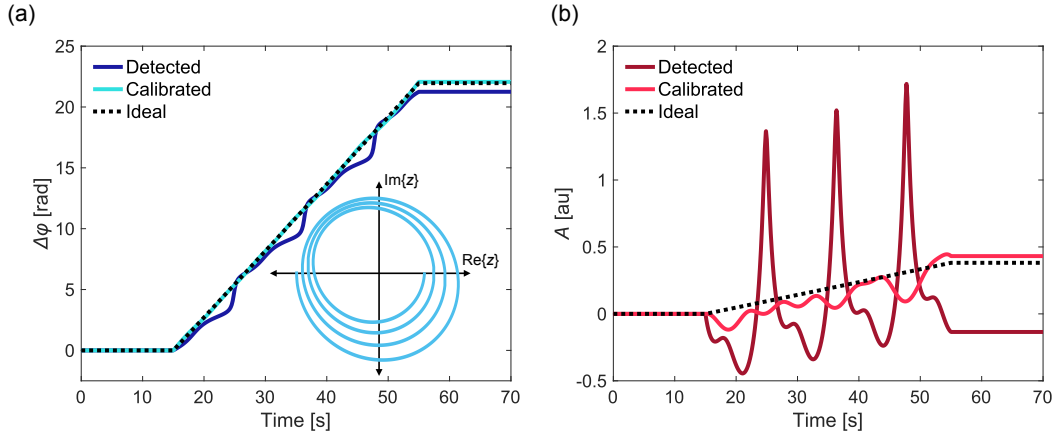 (a)
25
20
15
10
5
0
Δφ [rad]
Detected
Calibrated
Ideal
Im{z}
Re{z}
0 10 20 30 40 50 60 70
Time [s]
(b)
2
1.5
1
0.5
0
-0.5
A [au]
Detected
Calibrated
Ideal
0 10 20 30 40 50 60 70
Time [s]